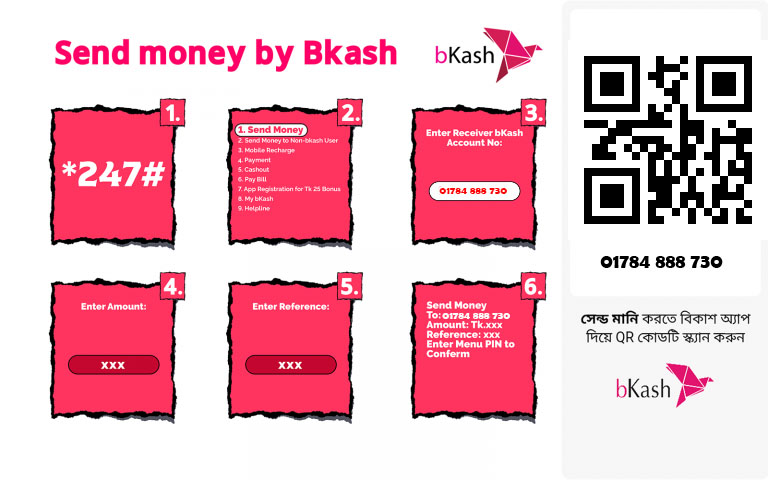 Send money by Bkash
bKash
1.
*247#
2.
1. Send Money
2. Send Money to Non-bkash User
3. Mobile Recharge
4. Payment
5. Cashout
6. Pay Bill
7. App Registration for Tk 25 Bonus
8. My bKash
9. Helpline
3.
Enter Receiver bKash
Account No:
01784 888 730
4.
Enter Amount:
xxx
5.
Enter Reference:
xxx
6.
Send Money
To: 01784 888 730
Amount: Tk.xxx
Reference: xxx
Enter Menu PIN to
Conferm
01784 888 730
সেন্ড মানি করতে বিকাশ অ্যাপ
দিয়ে QR কোডটি স্ক্যান করুন
bKash